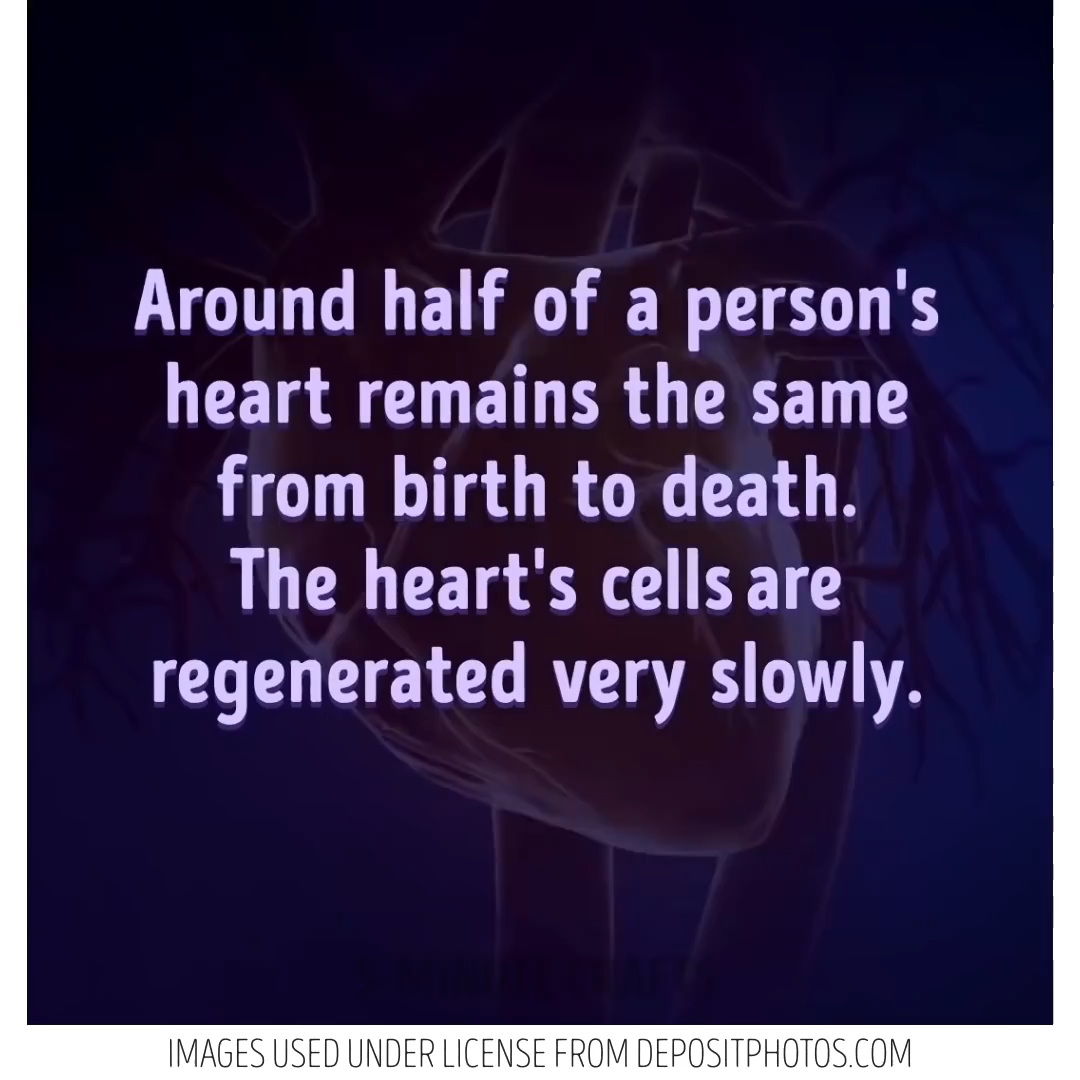 Around half of a person's
heart remains the same
from birth to death.
The heart's cells are
regenerated very slowly.
IMAGES USED UNDER LICENSE FROM DEPOSITPHOTOS.COM